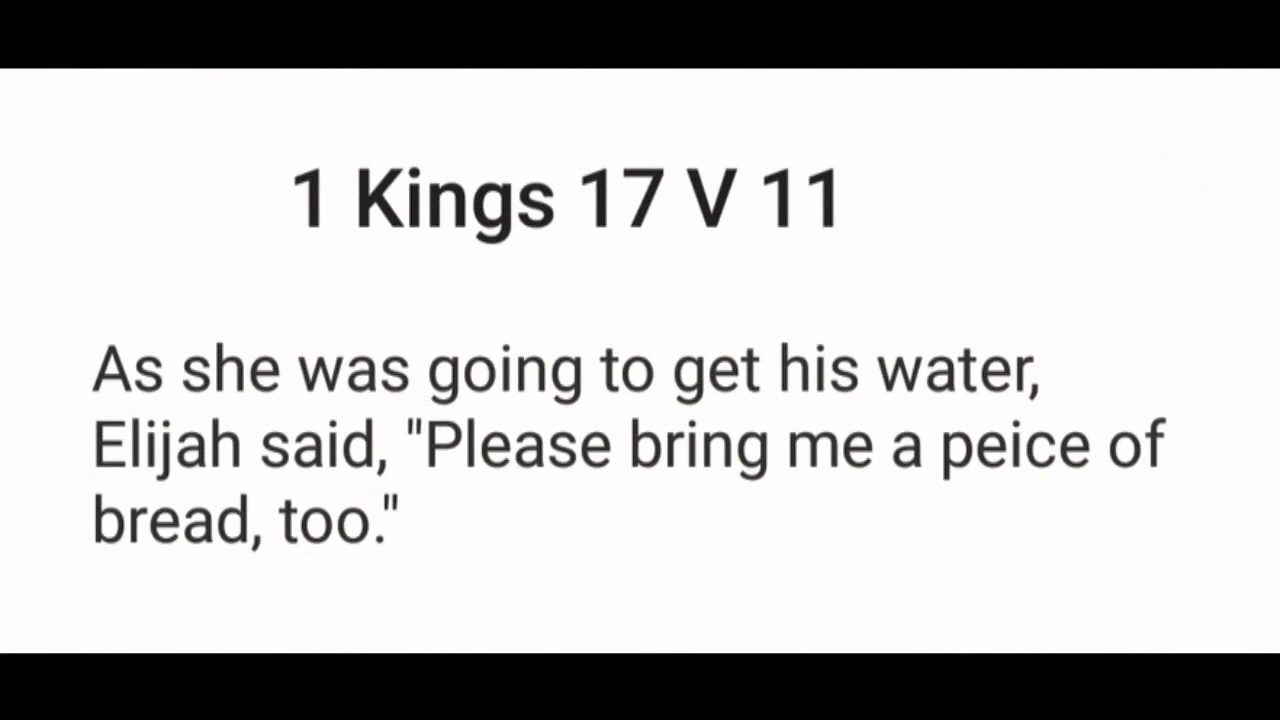 1 Kings 17 V 11
As she was going to get his water,
Elijah said, "Please bring me a peice of
bread, too."